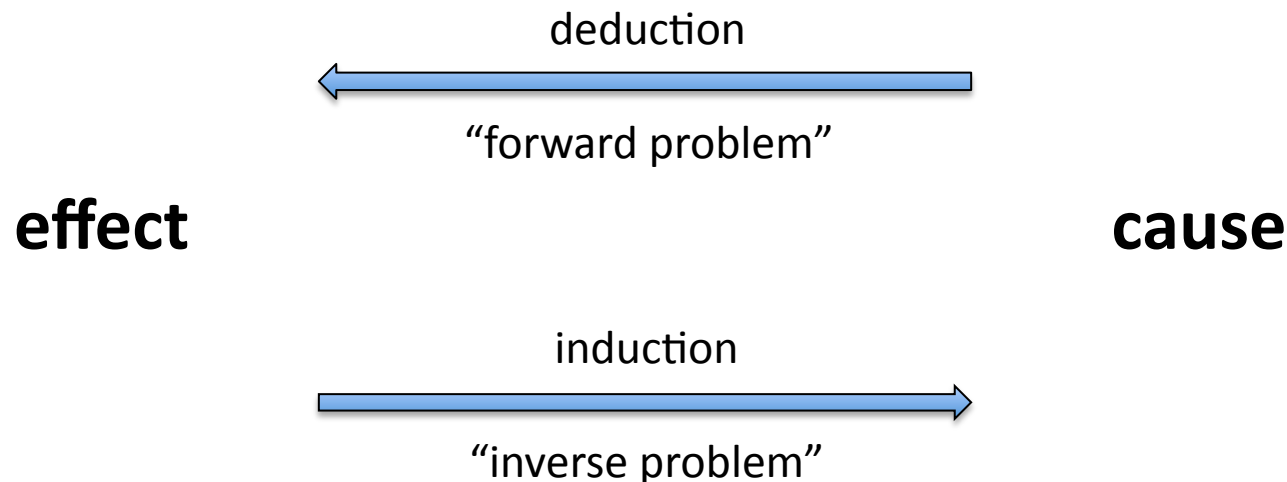 deduction
“forward problem”
effect
cause
induction
“inverse problem”